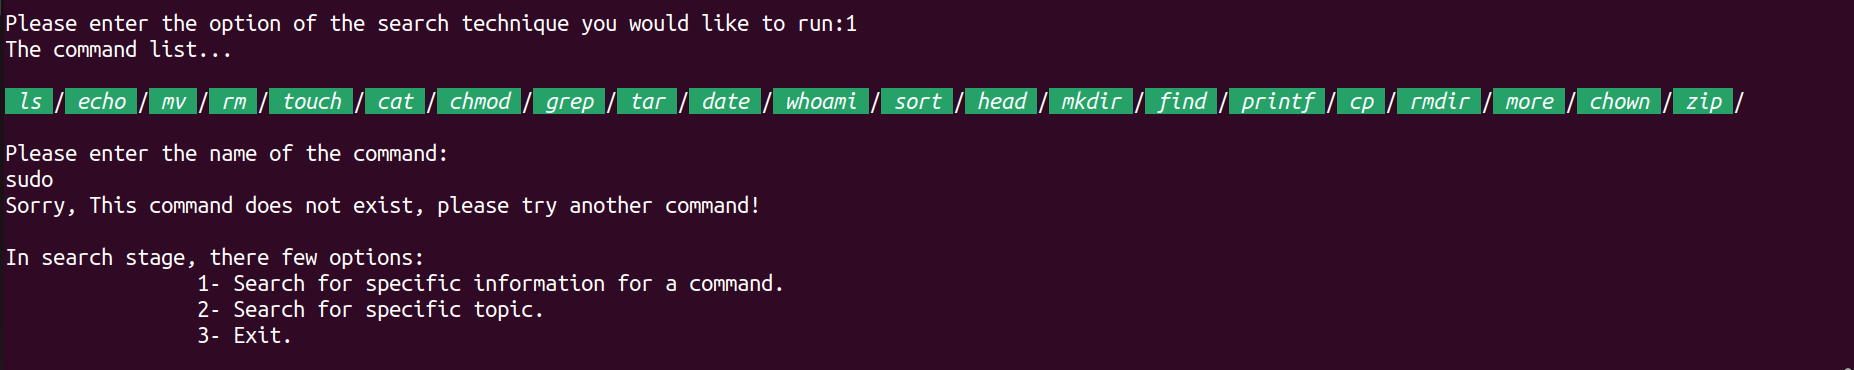 Please enter the option of the search technique you would like to run:1
The command list...
ls / echo / mv / rm / touch / cat / chmod / grep / tar / date / whoami / sort / head / mkdir / find / printf / cp / rmdir / more / chown / zip /
Please enter the name of the command:
sudo
Sorry, This command does not exist, please try another command!
In search stage, there few options:
1- Search for specific information for a command.
2- Search for specific topic.
3- Exit.